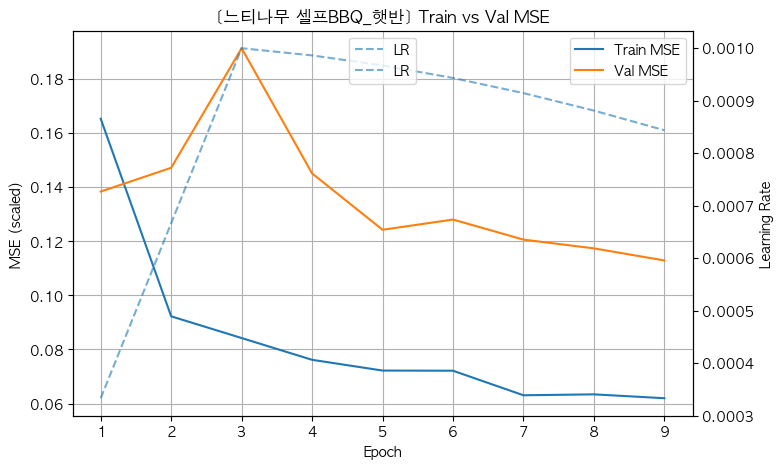 [느티나무 셀프BBQ_햇반] Train vs Val MSE
LR
LR
Train MSE
Val MSE
MSE (scaled)
0.18
0.16
0.14
0.12
0.10
0.08
0.06
0.0010
0.0009
0.0008
0.0007
0.0006
0.0005
0.0004
0.0003
Learning Rate
1 2 3 4 5 6 7 8 9
Epoch